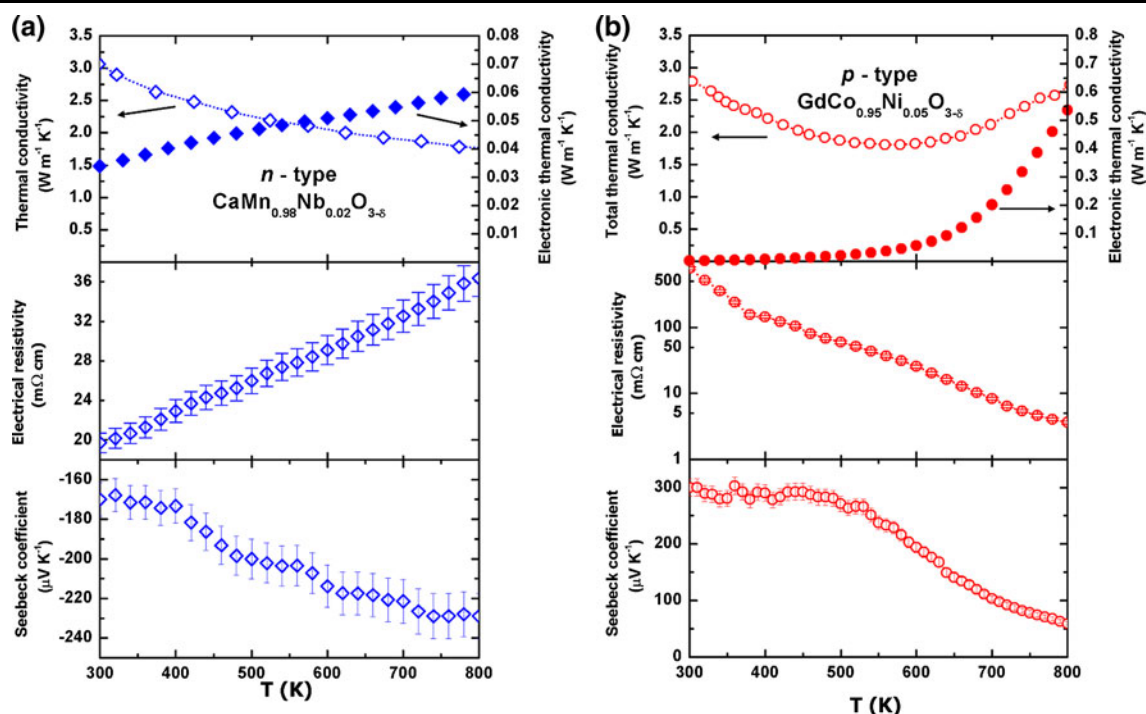 (a)
0.08
3.5
3.0
2.5
2.0
1.5
1.0
0.5
0.07
0.06
0.05
0.04
0.03
0.02
0.01
Thermal conductivity
(W m⁻¹ K⁻¹)
Electronic thermal conductivity
(W m⁻¹ K⁻¹)
n - type
CaMn₀.₉₈Nb₀.₀₂O₃₋δ
36
32
28
24
20
Electrical resistivity
(mΩ cm)
-160
-180
-200
-220
-240
Seebeck coefficient
(µV K⁻¹)
300 400 500 600 700 800
T (K)
(b)
0.8
3.5
3.0
2.5
2.0
1.5
1.0
0.5
0.7
0.6
0.5
0.4
0.3
0.2
0.1
Total thermal conductivity
(W m⁻¹ K⁻¹)
Electronic thermal conductivity
(W m⁻¹ K⁻¹)
p - type
GdCo₀.₉₅Ni₀.₀₅O₃₋δ
500
100
50
10
5
1
Electrical resistivity
(mΩ cm)
300
200
100
0
Seebeck coefficient
(µV K⁻¹)
300 400 500 600 700 800
T (K)